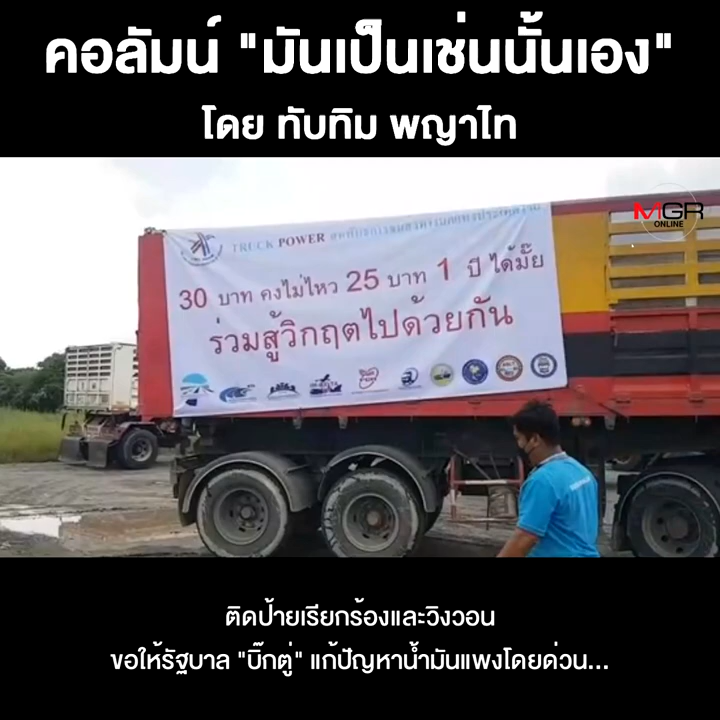 คอลัมน์ "มันเป็นเช่นนั้นเอง"
โดย ทับทิม พญาไท
MGR
ONLINE
TRUCK POWER
30 บาท คงไม่ไหว 25 บาท 1 ปี ได้มั๊ย
ร่วมสู้วิกฤตไปด้วยกัน
ติดป้ายเรียกร้องและวิงวอน
ขอให้รัฐบาล "บิ๊กตู่" แก้ปัญหาน้ำมันแพงโดยด่วน...